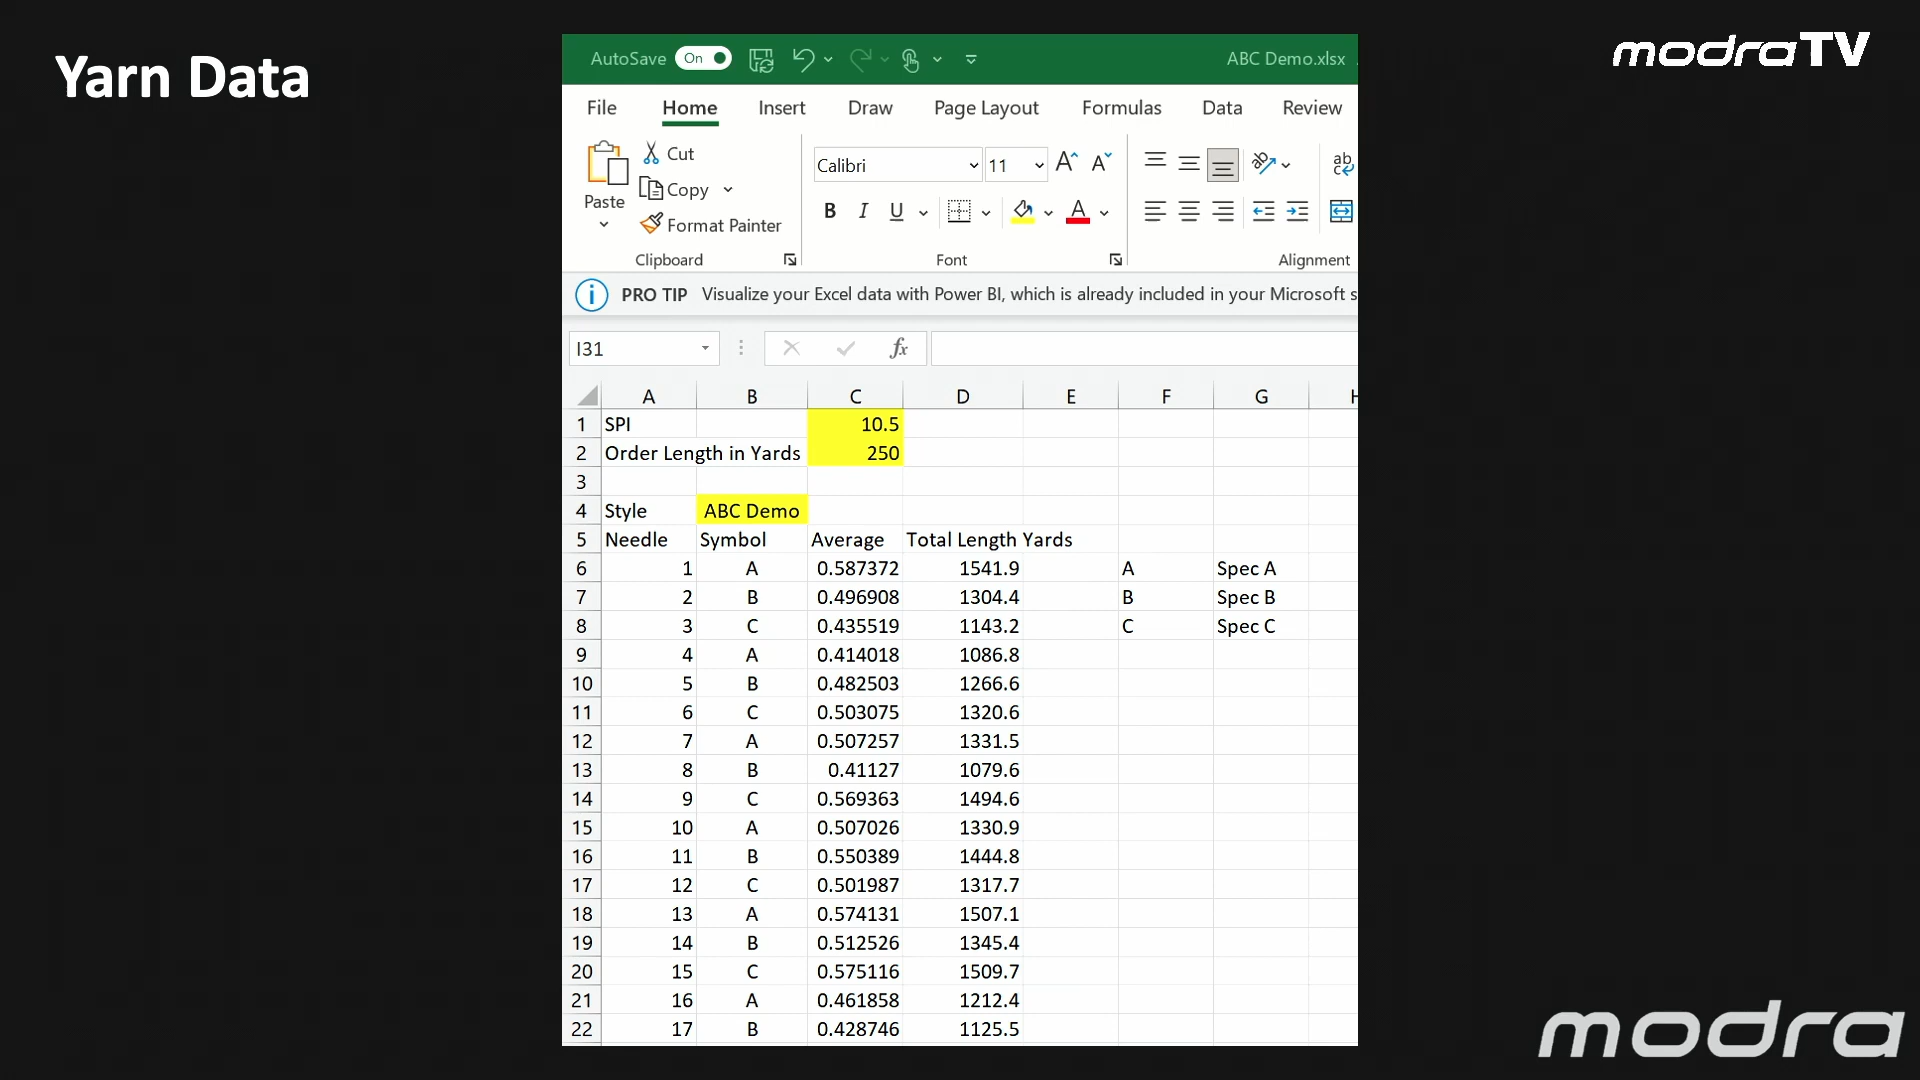 Yarn Data
modraTV
AutoSave On ABC Demo.xlsx
File Home Insert Draw Page Layout Formulas Data Review
Paste
Cut
Copy
Format Painter
Clipboard
Calibri 11 A A
B I U A
Font
ab
ab
c
Alignment
PRO TIP Visualize your Excel data with Power BI, which is already included in your Microsoft s
I31 fx
A B C D E F G H
1 SPI 10.5
2 Order Length in Yards 250
3
4 Style ABC Demo
5 Needle Symbol Average Total Length Yards
6 1 A 0.587372 1541.9 A Spec A
7 2 B 0.496908 1304.4 B Spec B
8 3 C 0.435519 1143.2 C Spec C
9 4 A 0.414018 1086.8
10 5 B 0.482503 1266.6
11 6 C 0.503075 1320.6
12 7 A 0.507257 1331.5
13 8 B 0.41127 1079.6
14 9 C 0.569363 1494.6
15 10 A 0.507026 1330.9
16 11 B 0.550389 1444.8
17 12 C 0.501987 1317.7
18 13 A 0.574131 1507.1
19 14 B 0.512526 1345.4
20 15 C 0.575116 1509.7
21 16 A 0.461858 1212.4
22 17 B 0.428746 1125.5
modra